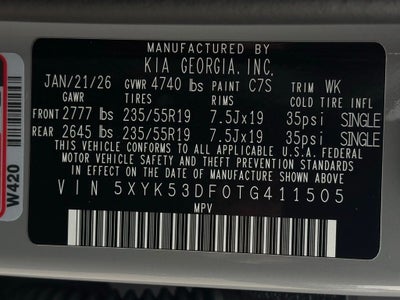 MANUFACTURED BY
KIA GEORGIA, INC.
JAN/21/26 GVWR 4740 lbs PAINT C7S TRIM WK
GAWR TIRES RIMS COLD TIRE INFL
FRONT 2777 lbs 235/55R19 7.5Jx19 35psi SINGLE
REAR 2645 lbs 235/55R19 7.5Jx19 35psi SINGLE
THIS VEHICLE CONFORMS TO ALL APPLICABLE U.S.A. FEDERAL
MOTOR VEHICLE SAFETY AND THEFT PREVENTION STANDARDS
IN EFFECT ON THE DATE OF MANUFACTURE SHOWN ABOVE.
VIN 5XYK53DF0TG411505
MPV
W420